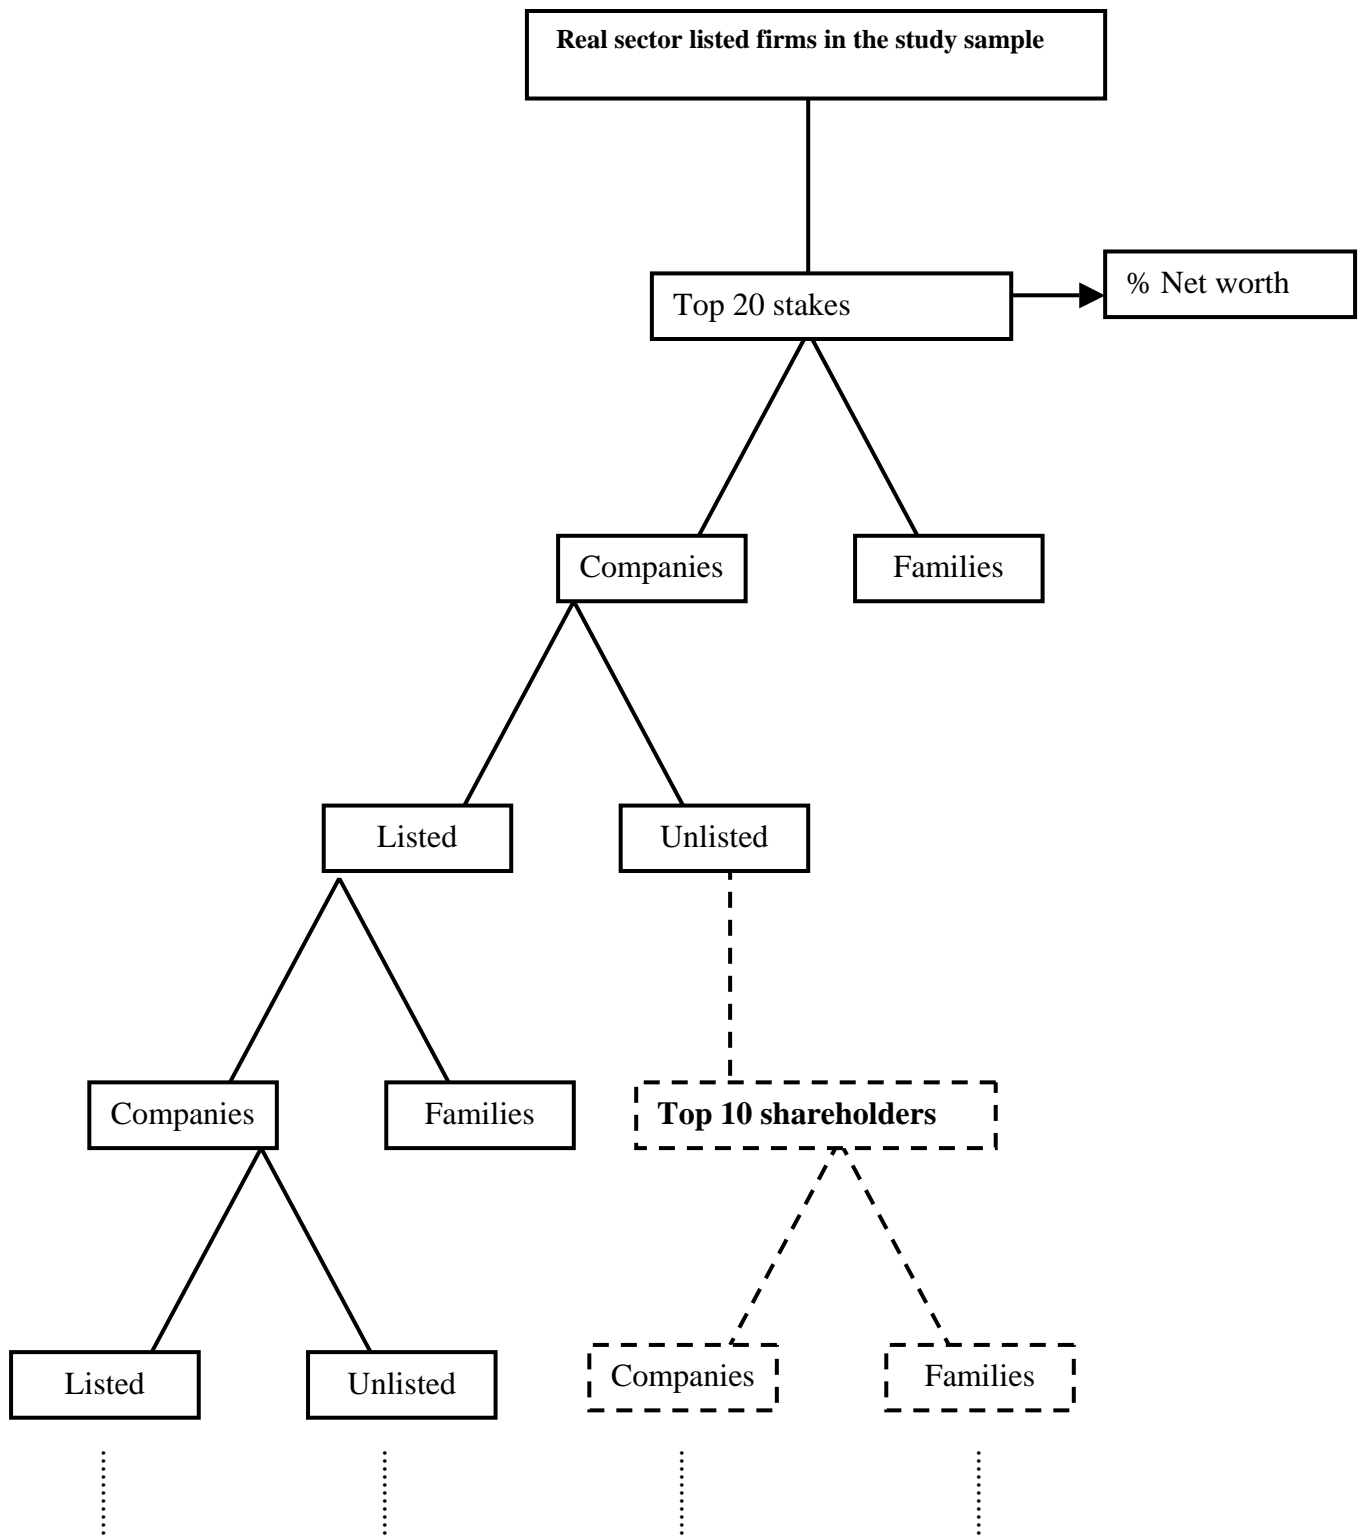 Real sector listed firms in the study sample
% Net worth
Top 20 stakes
Companies
Families
Listed
Unlisted
Companies
Families
Top 10 shareholders
Listed
Unlisted
Companies
Families